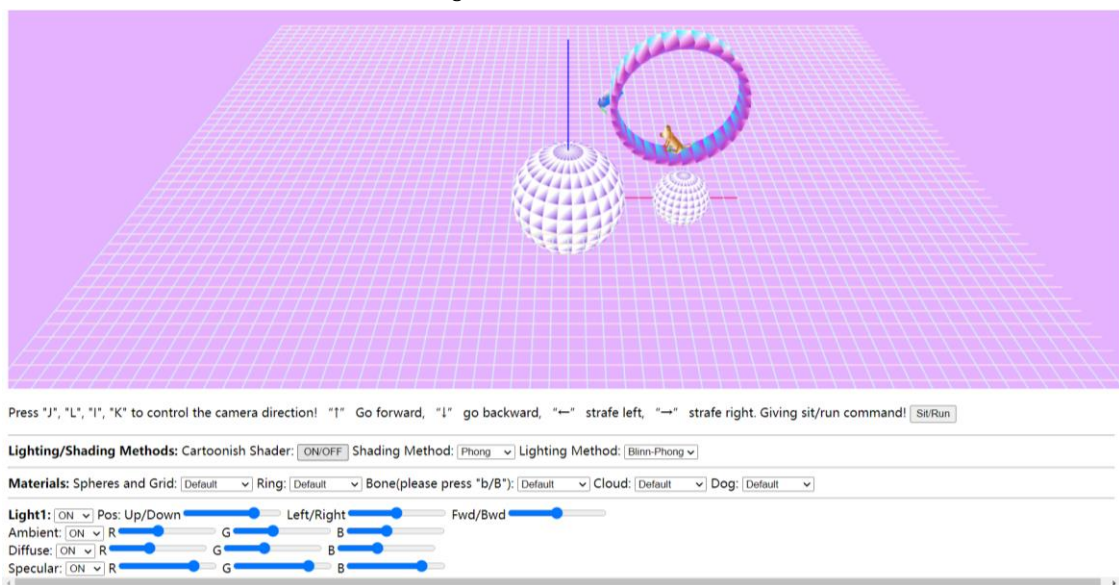 Press "J", "L", "I", "K" to control the camera direction! "↑" Go forward, "↓" go backward, "←" strafe left, "→" strafe right. Giving sit/run command! Sit/Run
Lighting/Shading Methods: Cartoonish Shader: ON/OFF Shading Method: Phong Lighting Method: Blinn-Phong
Materials: Spheres and Grid: Default Ring: Default Bone(please press "b/B"): Default Cloud: Default Dog: Default
Light1: ON Pos: Up/Down Left/Right Fwd/Bwd
Ambient: ON R G B
Diffuse: ON R G B
Specular: ON R G B